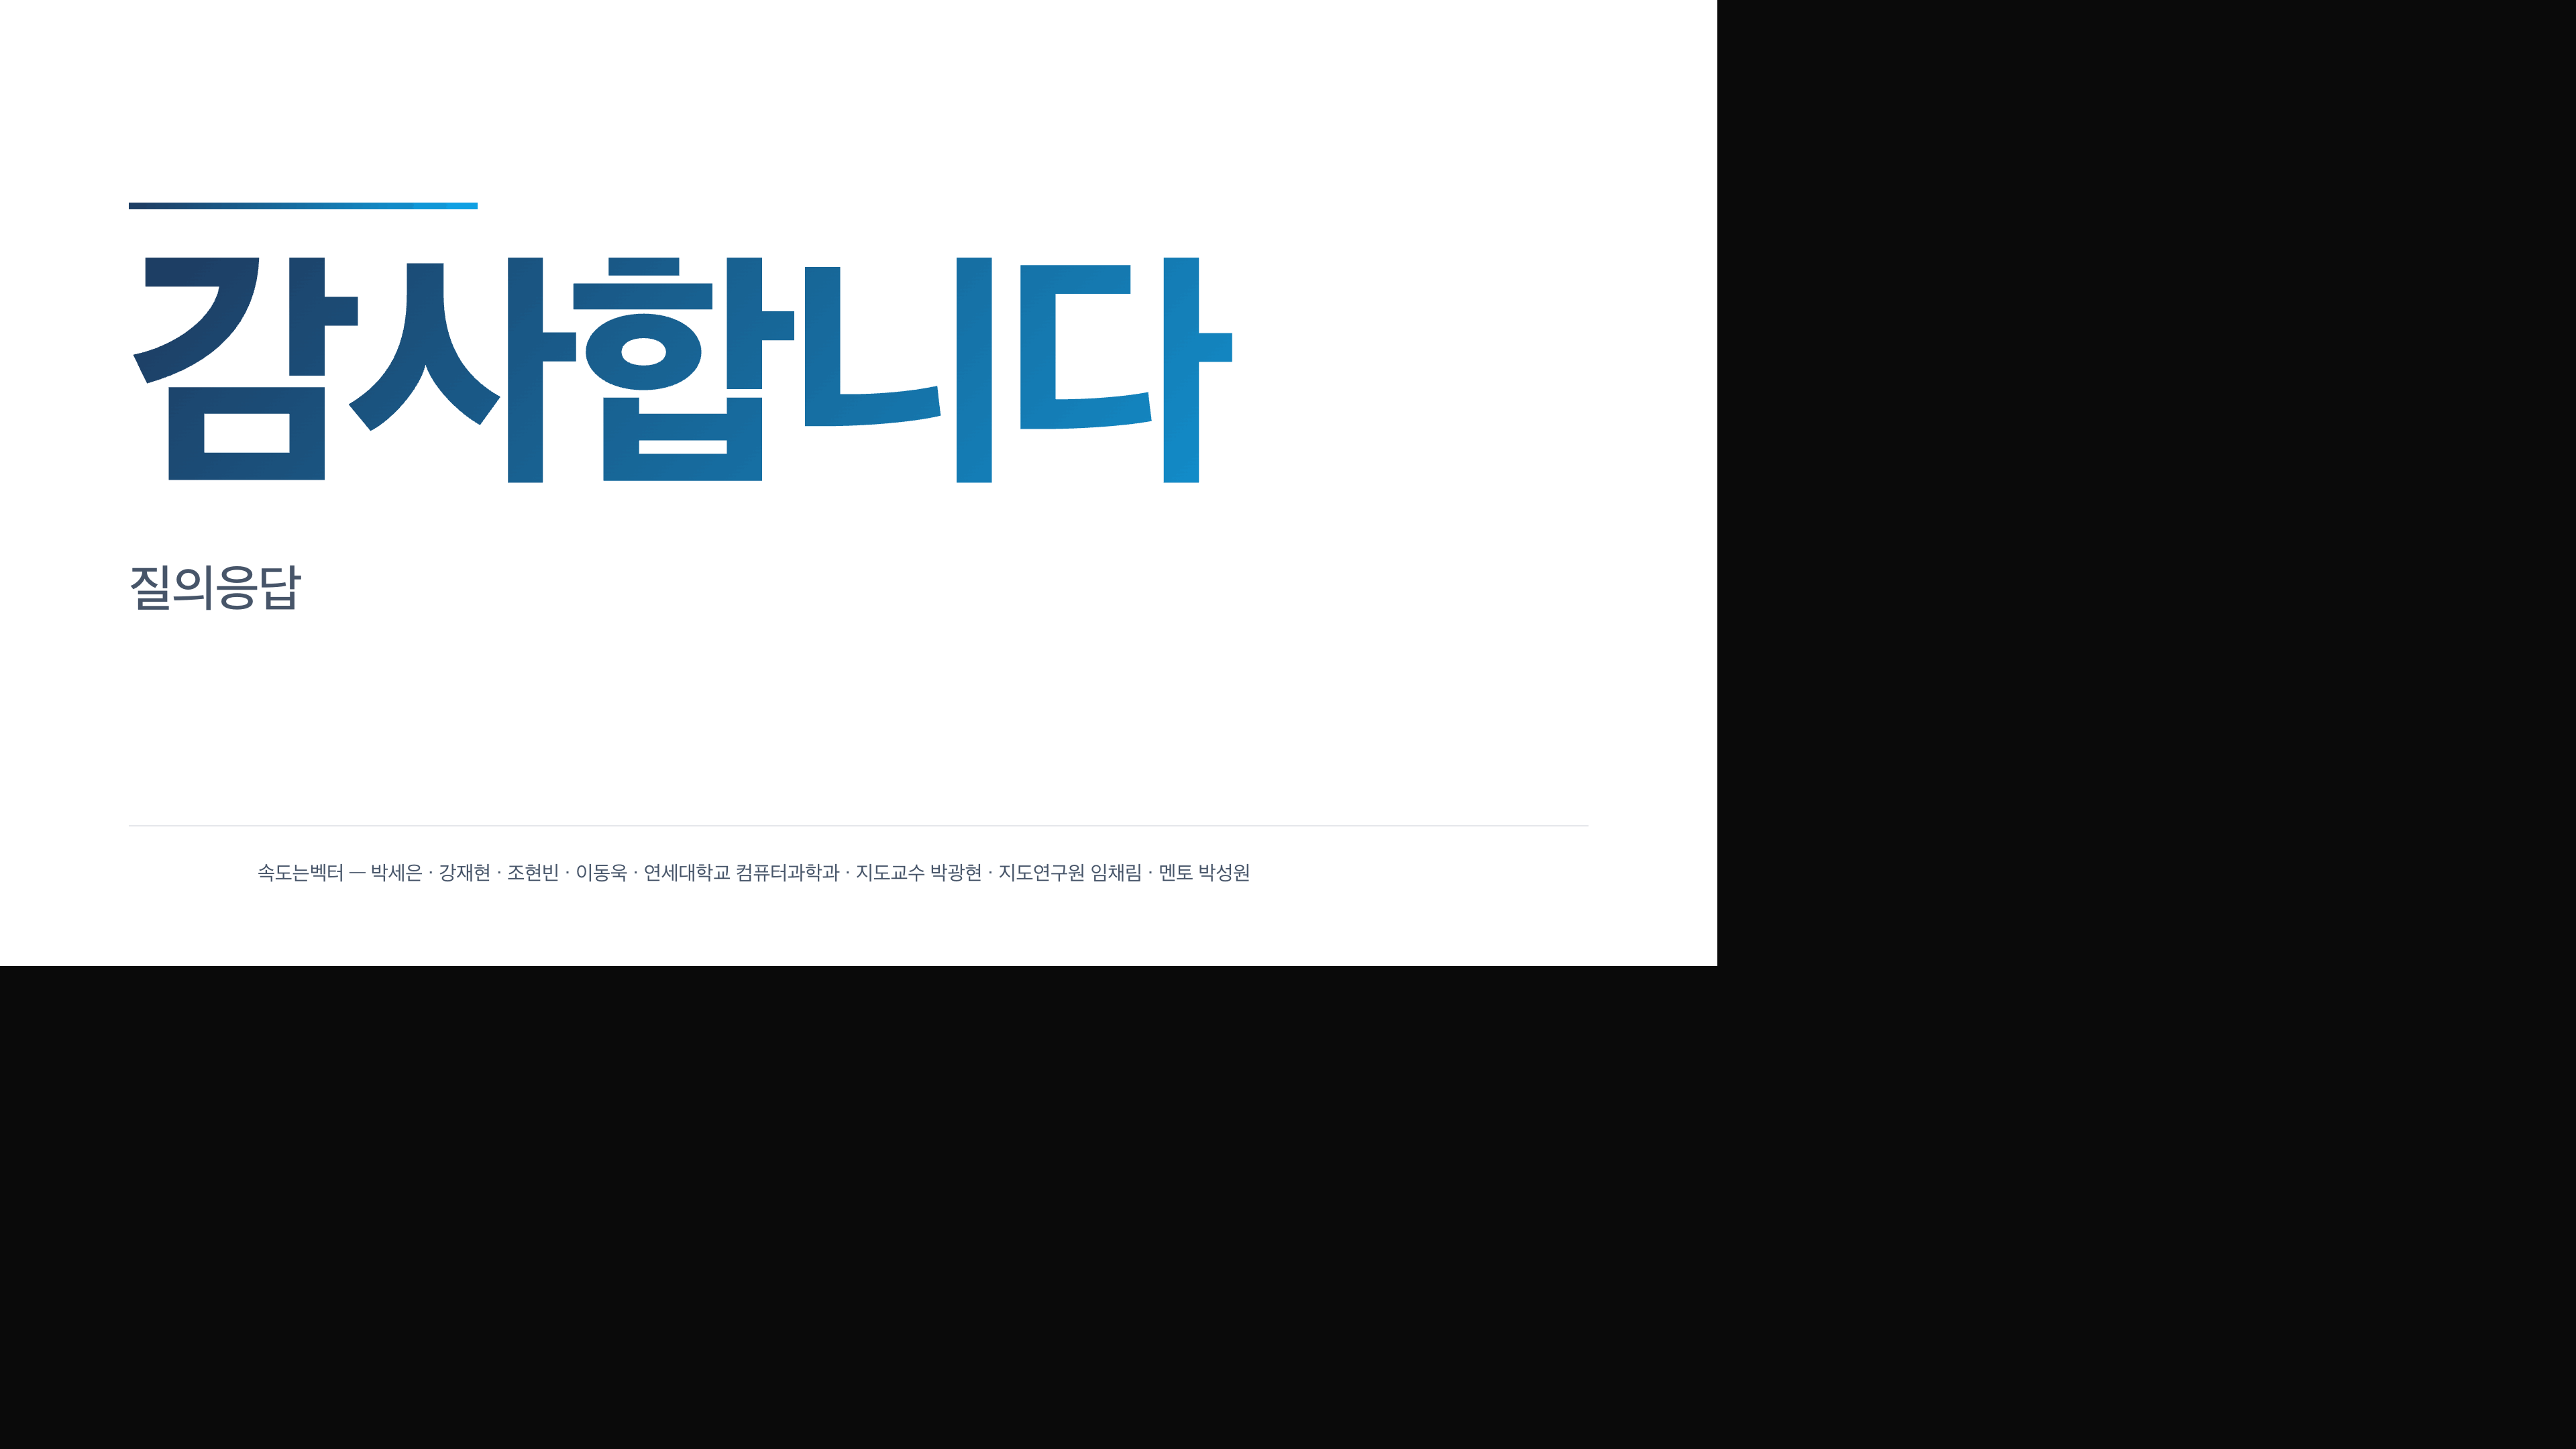 감사합니다
질의응답
속도는벡터 — 박세은 · 강재현 · 조현빈 · 이동욱 · 연세대학교 컴퓨터과학과 · 지도교수 박광현 · 지도연구원 임채림 · 멘토 박성원